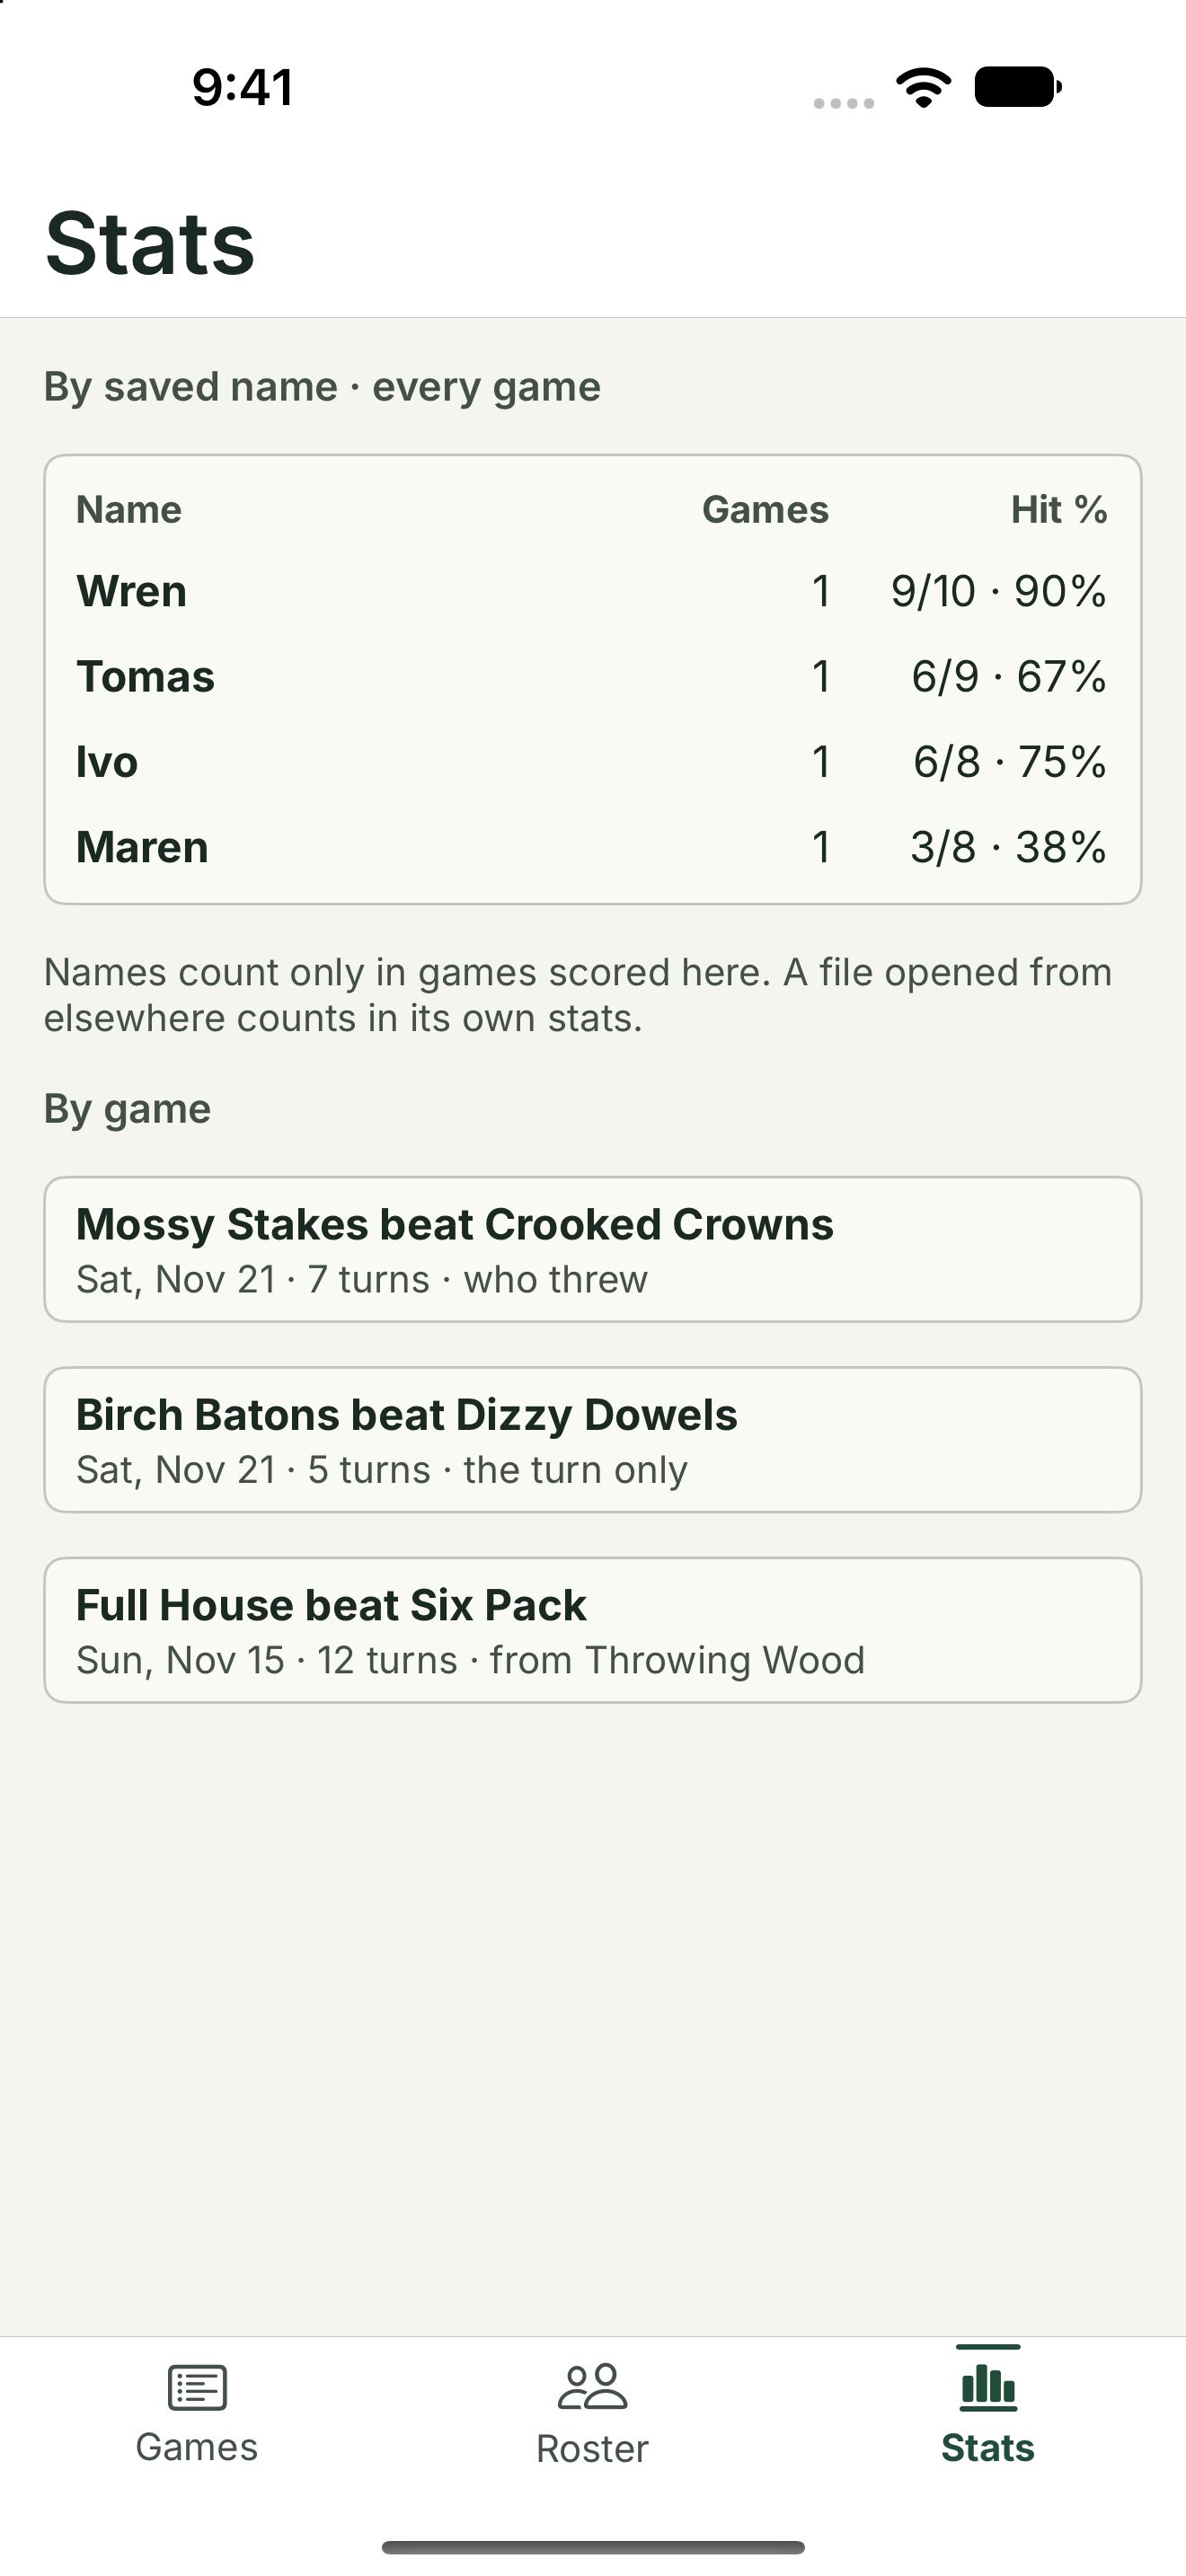 9:41
Stats
By saved name · every game
Name Games Hit %
Wren 1 9/10 · 90%
Tomas 1 6/9 · 67%
Ivo 1 6/8 · 75%
Maren 1 3/8 · 38%
Names count only in games scored here. A file opened from
elsewhere counts in its own stats.
By game
Mossy Stakes beat Crooked Crowns
Sat, Nov 21 · 7 turns · who threw
Birch Batons beat Dizzy Dowels
Sat, Nov 21 · 5 turns · the turn only
Full House beat Six Pack
Sun, Nov 15 · 12 turns · from Throwing Wood
Games Roster Stats